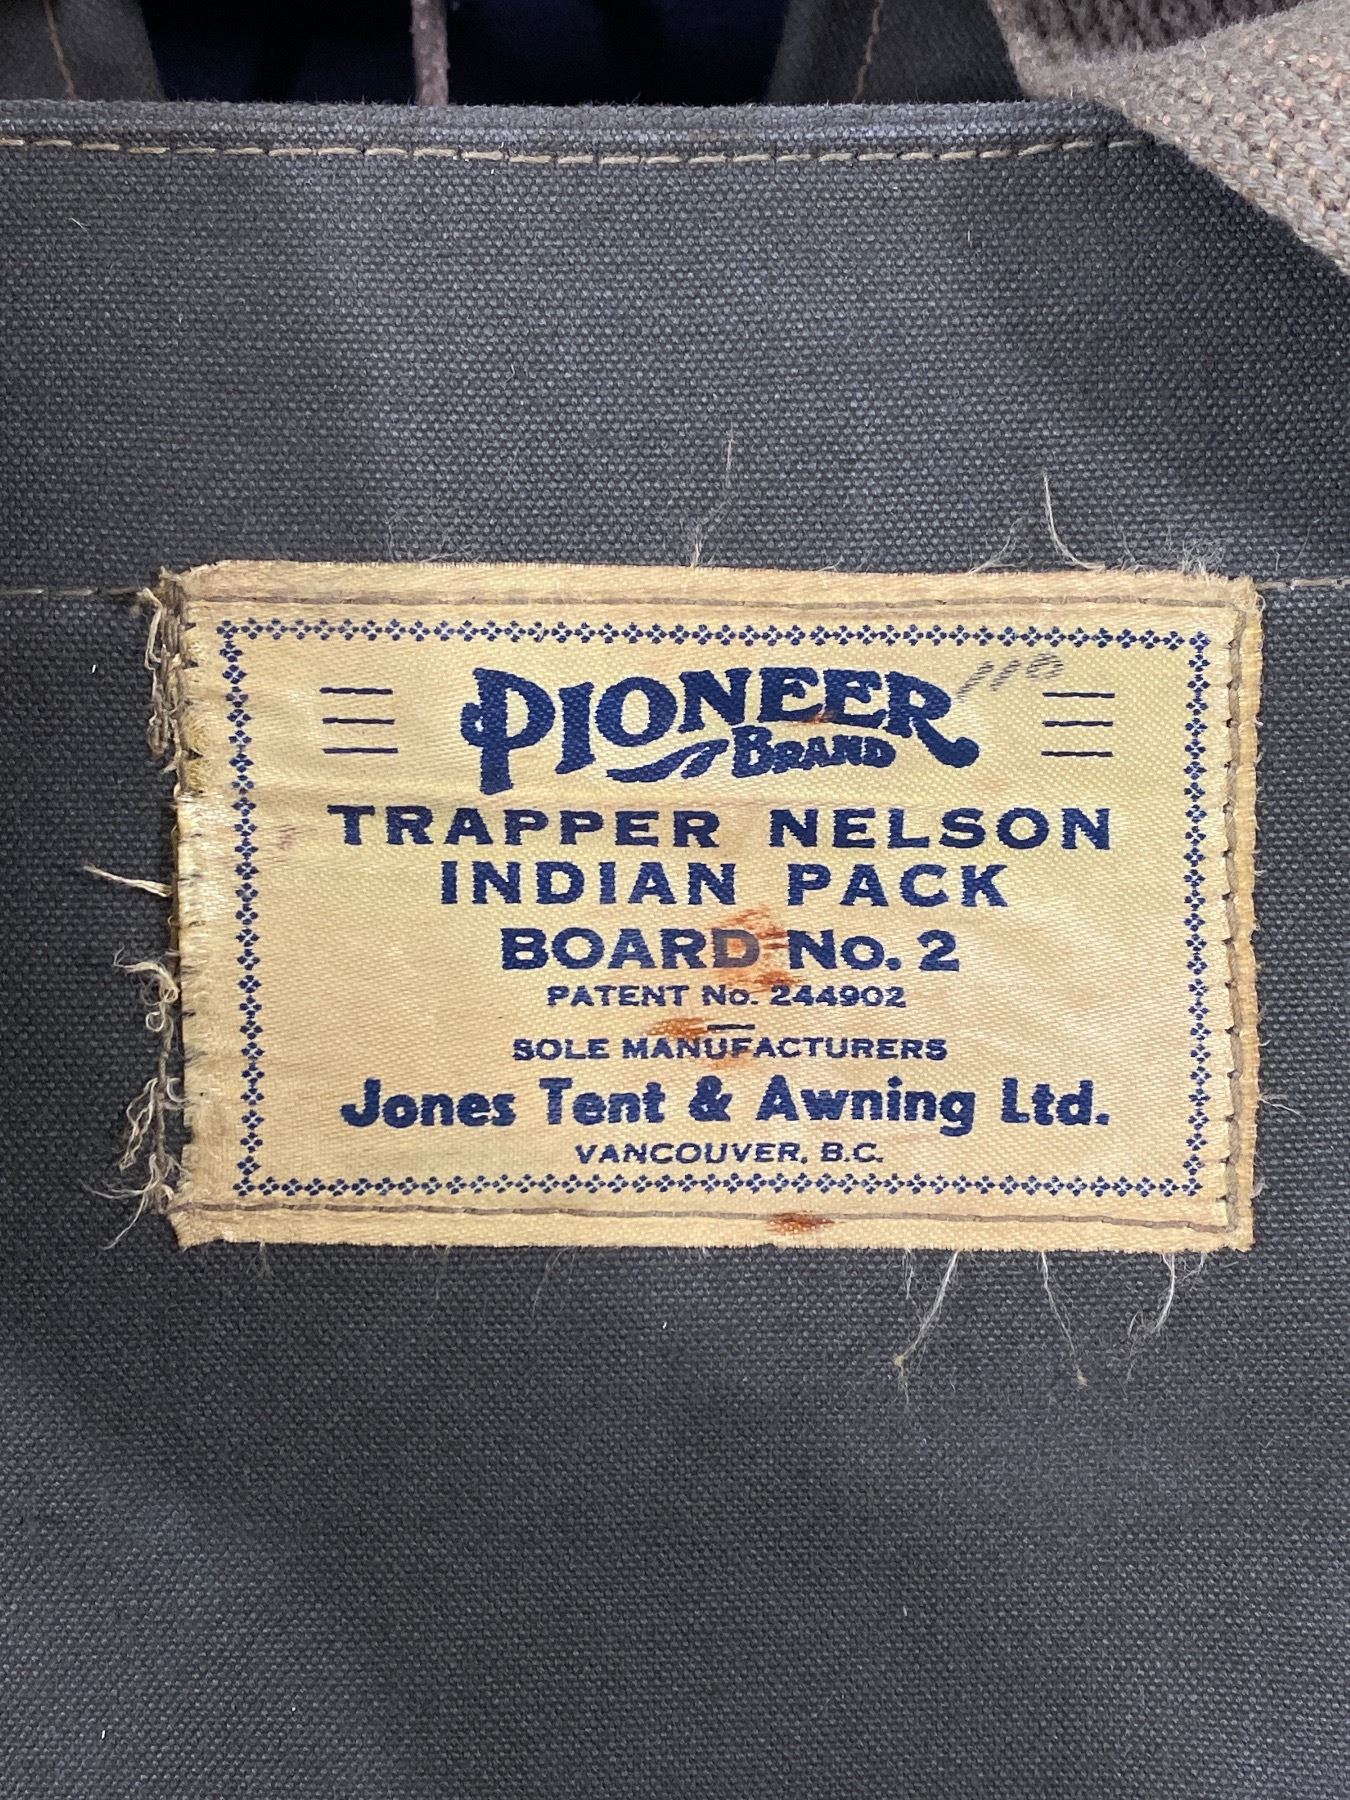 PIONEER
BRAND
TRAPPER NELSON
INDIAN PACK
BOARD No. 2
PATENT No. 244902
SOLE MANUFACTURERS
Jones Tent & Awning Ltd.
VANCOUVER, B.C.